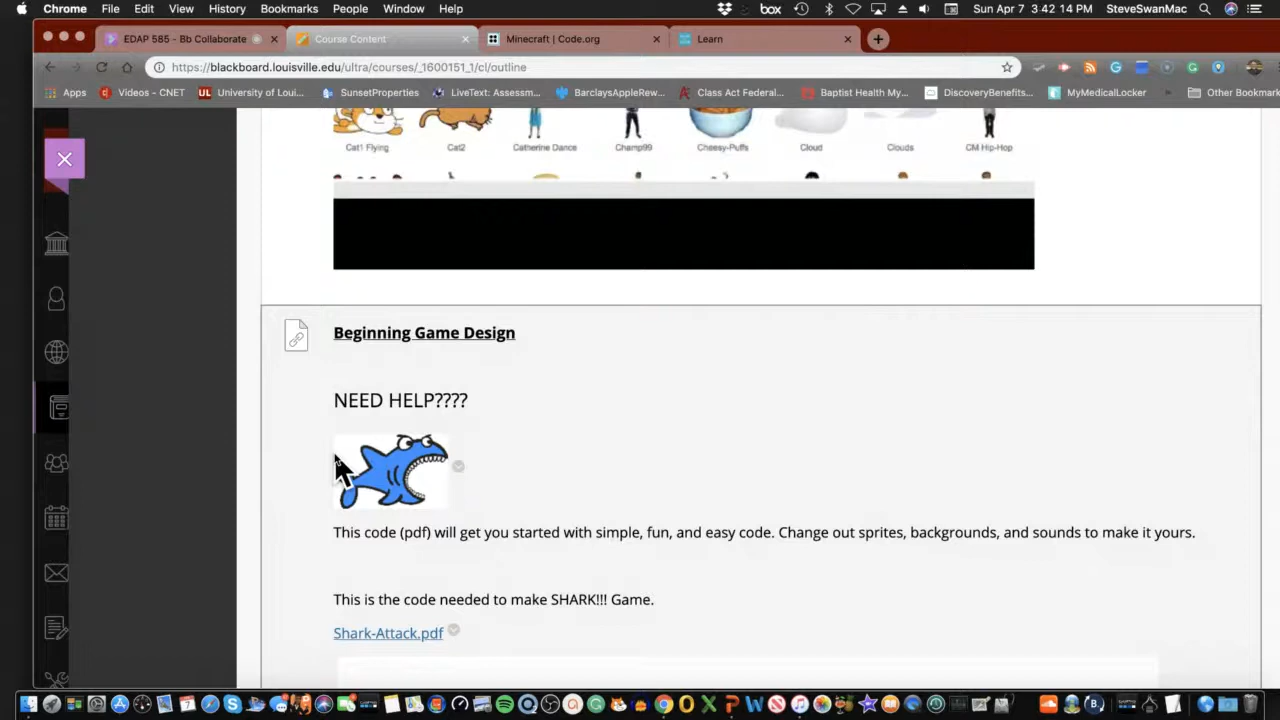 Chrome File Edit View History Bookmarks People Window Help box Sun Apr 7 3:42:14 PM SteveSwanMac
EDAP 585 - Bb Collaborate Course Content Minecraft | Code.org Learn
https://blackboard.louisville.edu/ultra/courses/_1600151_1/cl/outline
Apps Videos - CNET UL University of Loui... SunsetProperties LiveText: Assessm... BarclaysAppleRew... Class Act Federal... Baptist Health My... DiscoveryBenefits... MyMedicalLocker » Other Bookmark
Cat1 Flying Cat2 Catherine Dance Champ99 Cheesy-Puffs Cloud Clouds CM Hip-Hop
Beginning Game Design
NEED HELP????
This code (pdf) will get you started with simple, fun, and easy code. Change out sprites, backgrounds, and sounds to make it yours.
This is the code needed to make SHARK!!! Game.
Shark-Attack.pdf